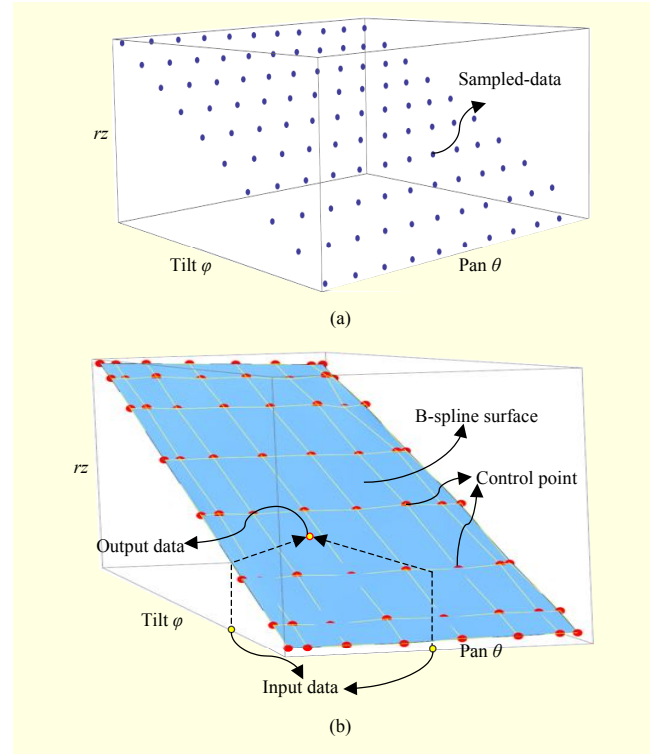 Sampled-data
rz
Tilt φ
Pan θ
(a)
B-spline surface
rz
Control point
Output data
Tilt φ
Pan θ
Input data
(b)